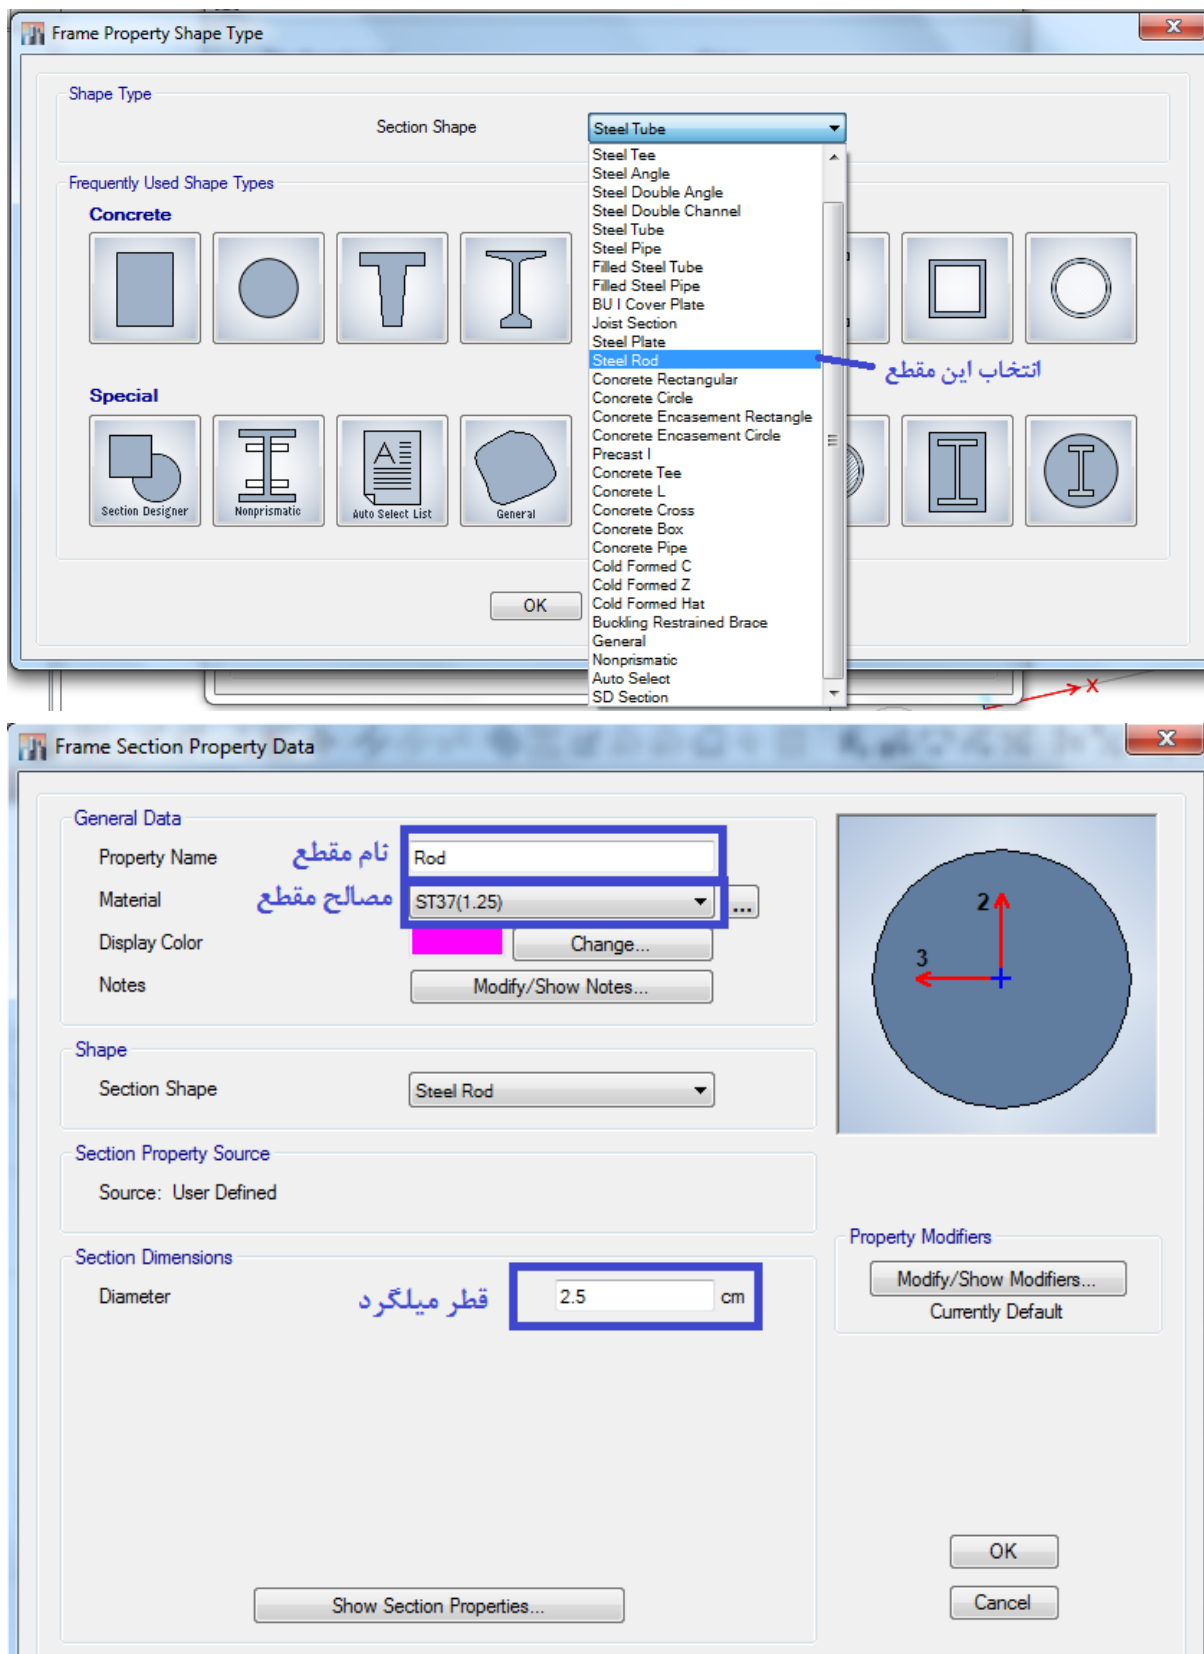 Frame Property Shape Type
X
Shape Type
Section Shape
Steel Tube
Steel Tee
Steel Angle
Steel Double Angle
Steel Double Channel
Steel Tube
Steel Pipe
Filled Steel Tube
Filled Steel Pipe
BU I Cover Plate
Joist Section
Steel Plate
Steel Rod
Concrete Rectangular
Concrete Circle
Concrete Encasement Rectangle
Concrete Encasement Circle
Precast I
Concrete Tee
Concrete L
Concrete Cross
Concrete Box
Concrete Pipe
Cold Formed C
Cold Formed Z
Cold Formed Hat
Buckling Restrained Brace
General
Nonprismatic
Auto Select
SD Section
انتخاب این مقطع
Frequently Used Shape Types
Concrete
Special
Section Designer
Nonprismatic
Auto Select List
General
OK
X
Frame Section Property Data
X
General Data
Property Name
نام مقطع
Rod
Material
مصالح مقطع
ST37(1.25)
...
Display Color
Change...
Notes
Modify/Show Notes...
2
3
Shape
Section Shape
Steel Rod
Section Property Source
Source: User Defined
Section Dimensions
Diameter
قطر میلگرد
2.5
cm
Property Modifiers
Modify/Show Modifiers...
Currently Default
Show Section Properties...
OK
Cancel